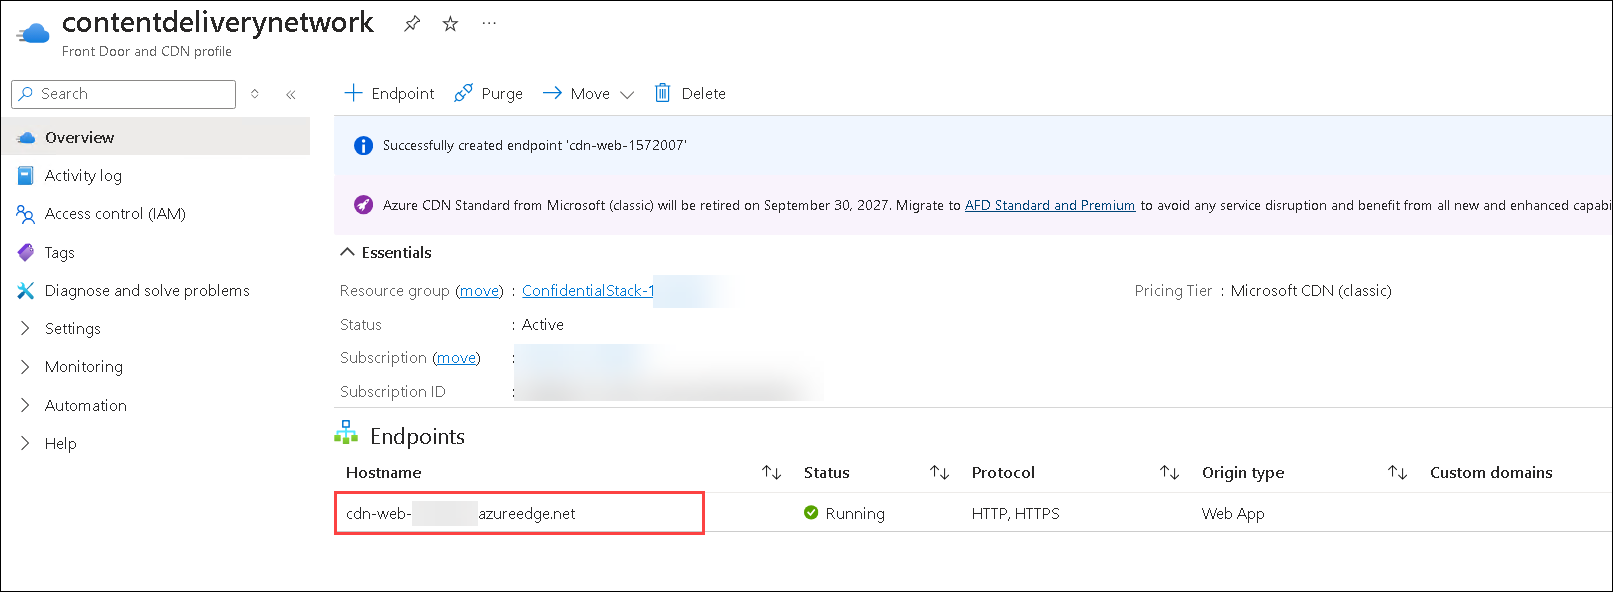 contentdeliverynetwork
Front Door and CDN profile
Search
Endpoint Purge Move Delete
Overview
Activity log
Access control (IAM)
Tags
Diagnose and solve problems
Settings
Monitoring
Automation
Help
Successfully created endpoint 'cdn-web-1572007'
Azure CDN Standard from Microsoft (classic) will be retired on September 30, 2027. Migrate to AFD Standard and Premium to avoid any service disruption and benefit from all new and enhanced capabi
Essentials
Resource group (move) : ConfidentialStack-1
Pricing Tier : Microsoft CDN (classic)
Status : Active
Subscription (move) :
Subscription ID :
Endpoints
Hostname Status Protocol Origin type Custom domains
cdn-web- azureedge.net Running HTTP, HTTPS Web App